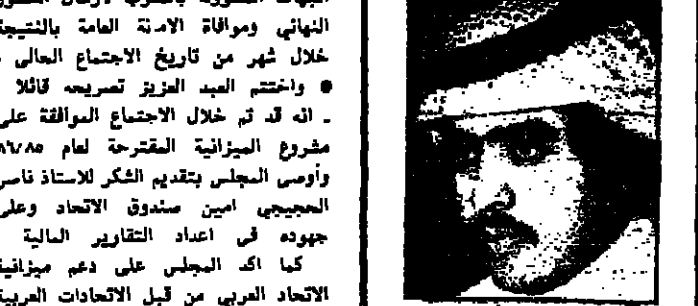 النهائي وموافاة الامانة العامة بالنتيجة
خلال شهر من تاريخ الاجتماع الحالي
● واختتم العبد العزيز تصريحه قائلا
ـ انه قد تم خلال الاجتماع الموافقة على
مشروع الميزانية المقترحة لعام ٨٦/٨٥
وأوصى المجلس بتقديم الشكر للاستاذ ناصر
الحجيجي امين صندوق الاتحاد وعلى
جهوده في اعداد التقارير المالية
كما اكد المجلس على دعم ميزانية
الاتحاد العربي من قبل الاتحادات العربية